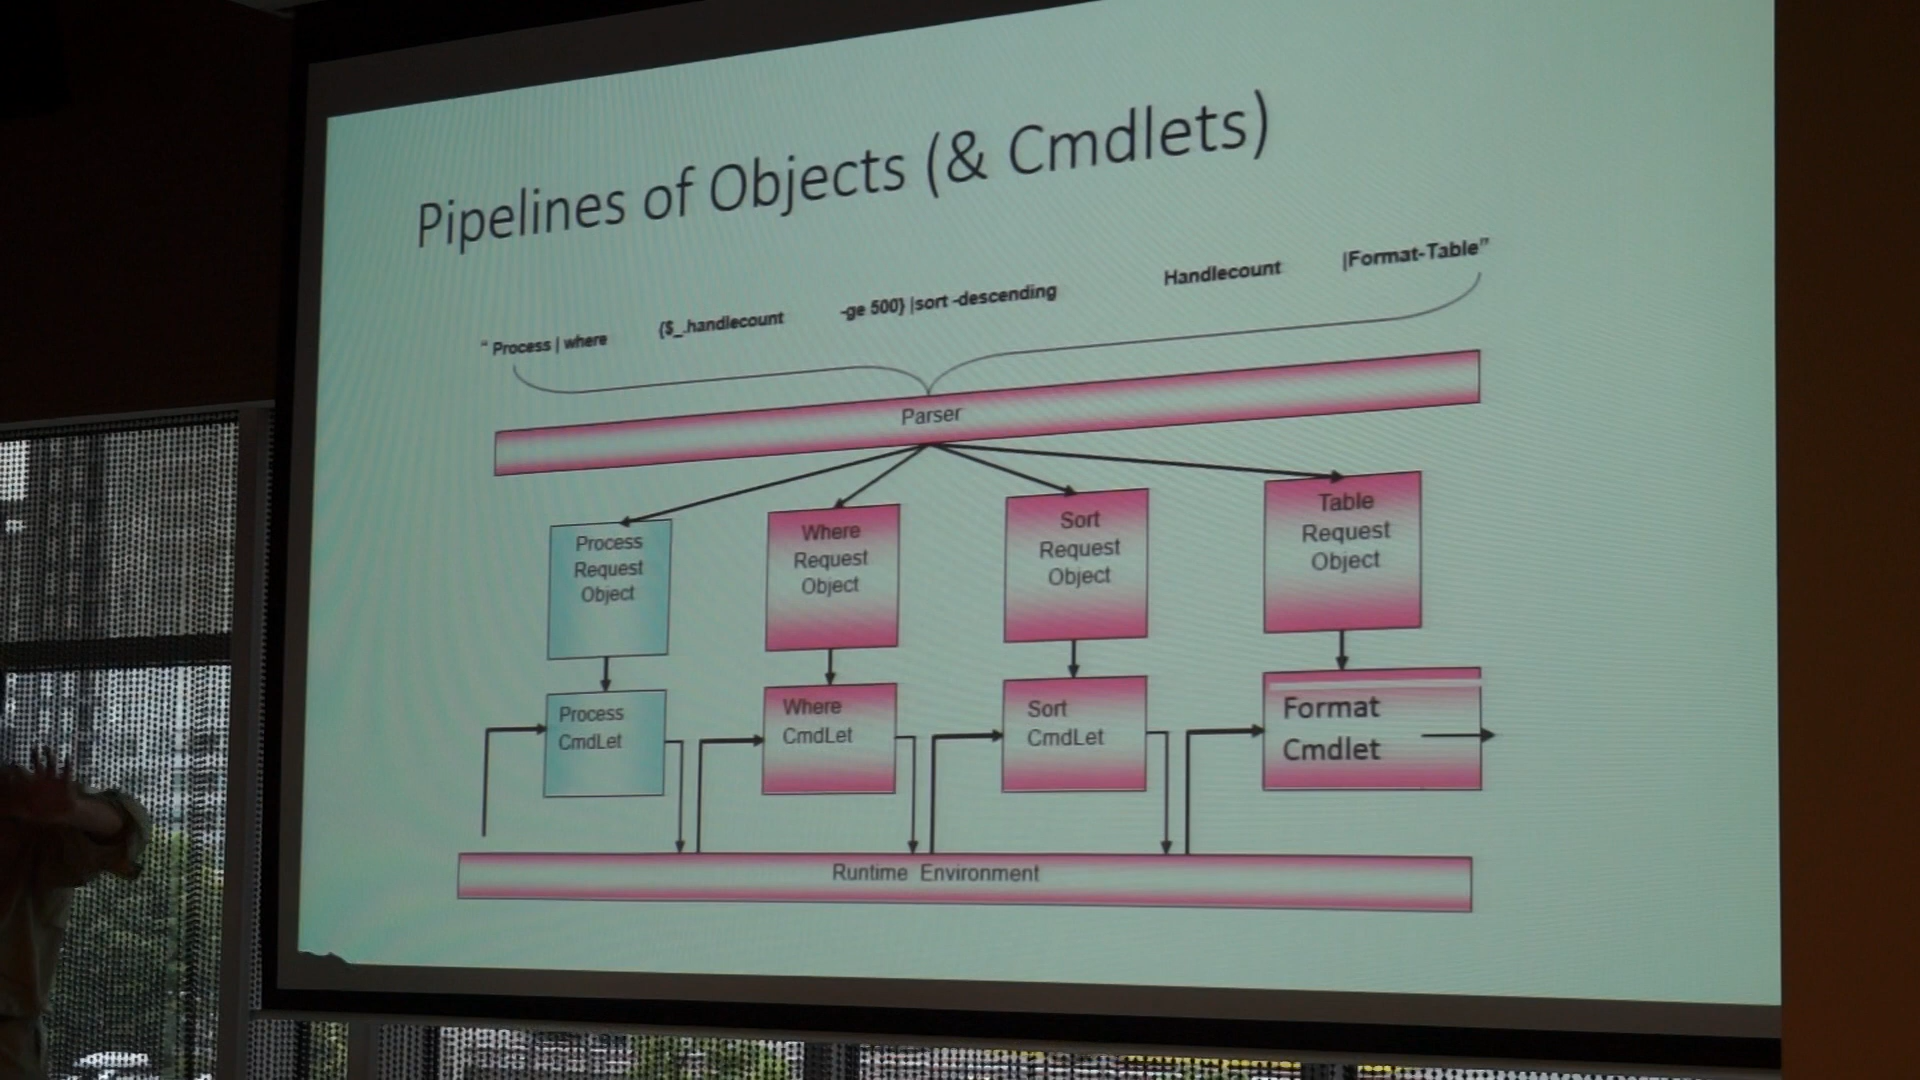 Pipelines of Objects (& Cmdlets)
“ Process | where {$_.handlecount -ge 500} |sort -descending Handlecount |Format-Table”
Parser
Process
Request
Object
Where
Request
Object
Sort
Request
Object
Table
Request
Object
Process
CmdLet
Where
CmdLet
Sort
CmdLet
Format
Cmdlet
Runtime Environment